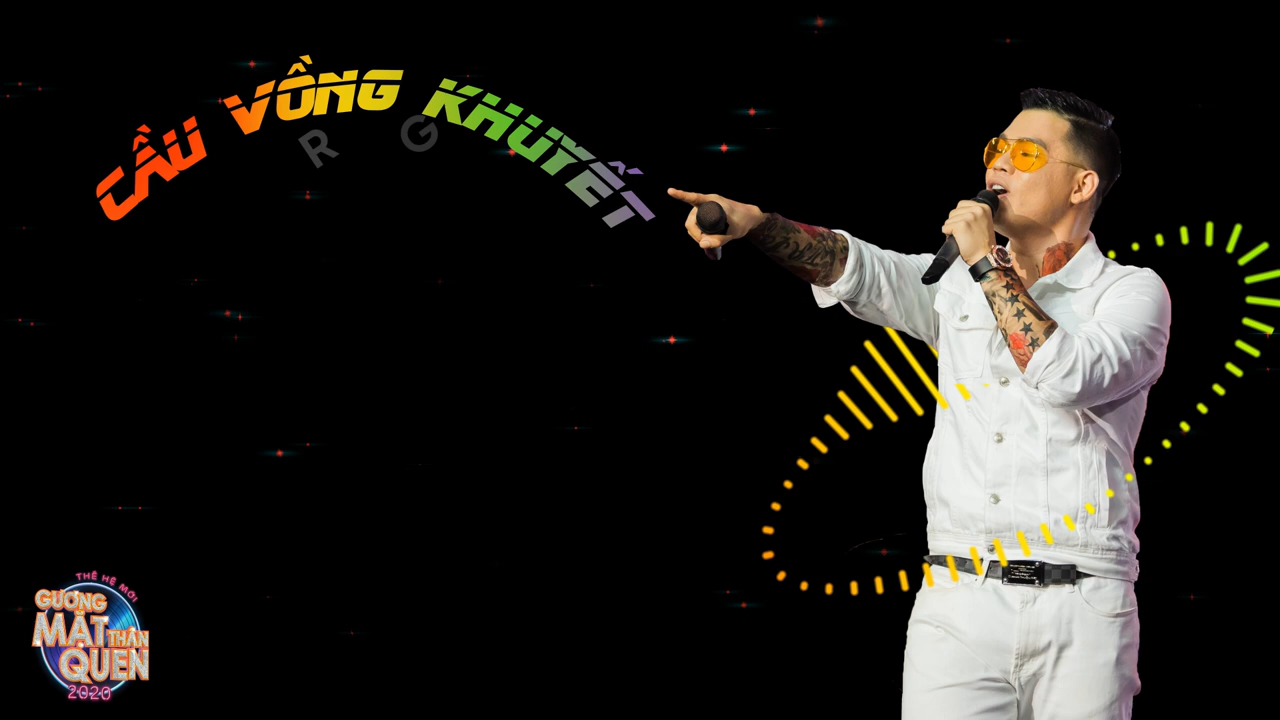 CẦU VỒNG KHUYẾT
R G
THẾ HỆ MỚI
GƯƠNG
MẶT THÂN
QUEN
2020